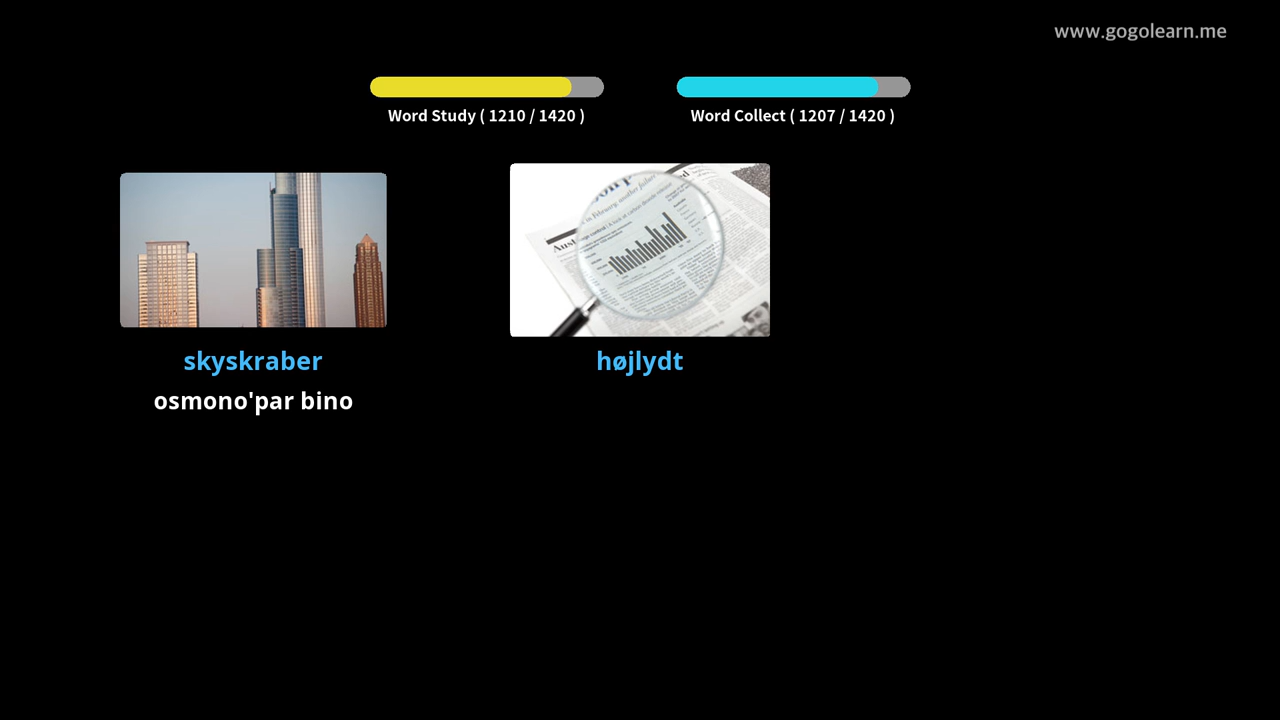 www.gogolearn.me
Word Study ( 1210 / 1420 )
Word Collect ( 1207 / 1420 )
skyskraber
højlydt
osmono'par bino